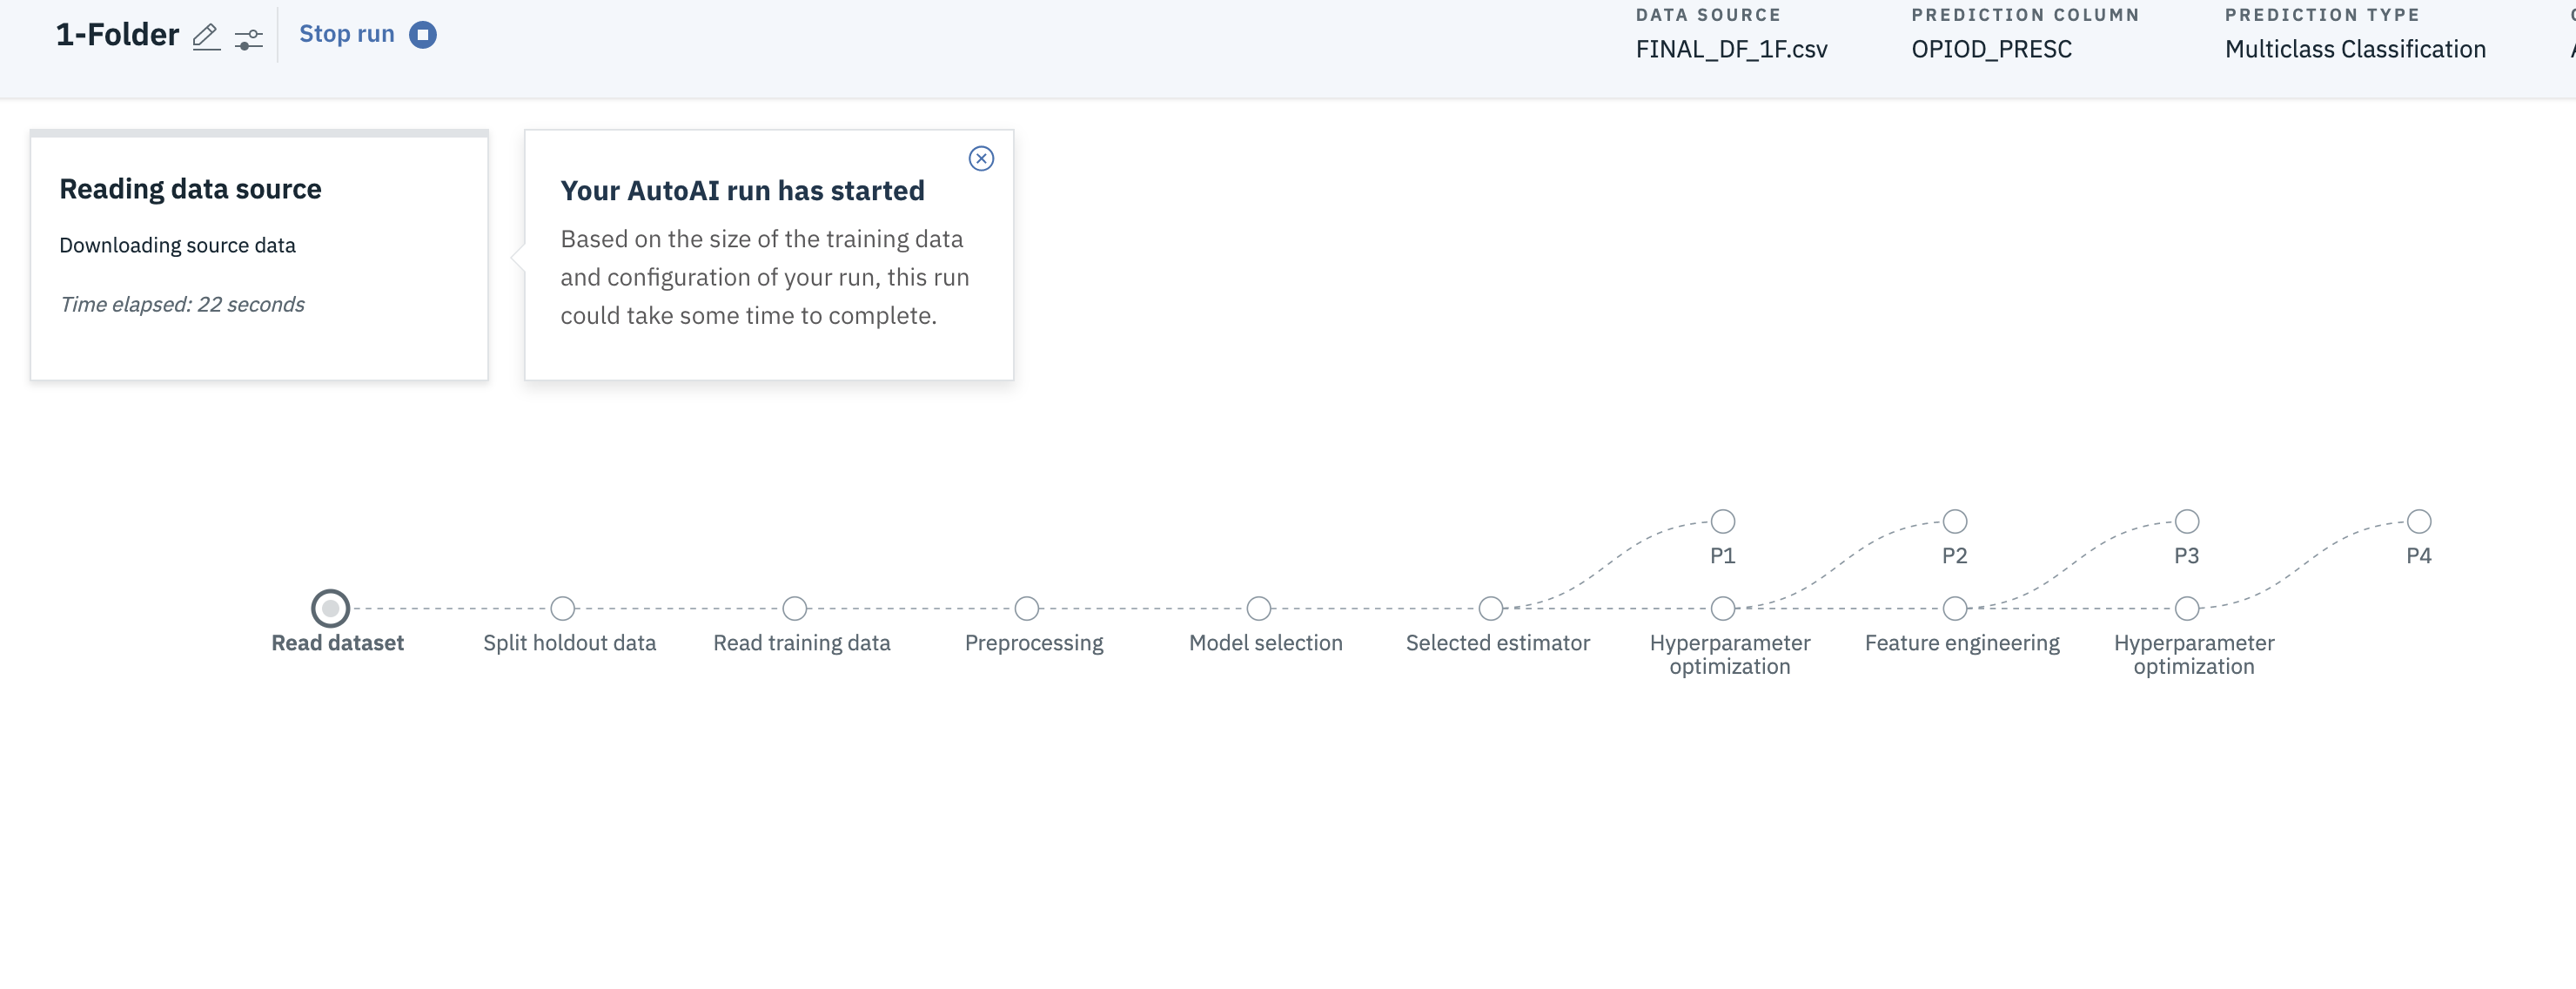 1-Folder
Stop run
DATA SOURCE
FINAL_DF_1F.csv
PREDICTION COLUMN
OPIOD_PRESC
PREDICTION TYPE
Multiclass Classification
Reading data source
Downloading source data
Time elapsed: 22 seconds
Your AutoAI run has started
Based on the size of the training data
and configuration of your run, this run
could take some time to complete.
P1
P2
P3
P4
Read dataset
Split holdout data
Read training data
Preprocessing
Model selection
Selected estimator
Hyperparameter
optimization
Feature engineering
Hyperparameter
optimization